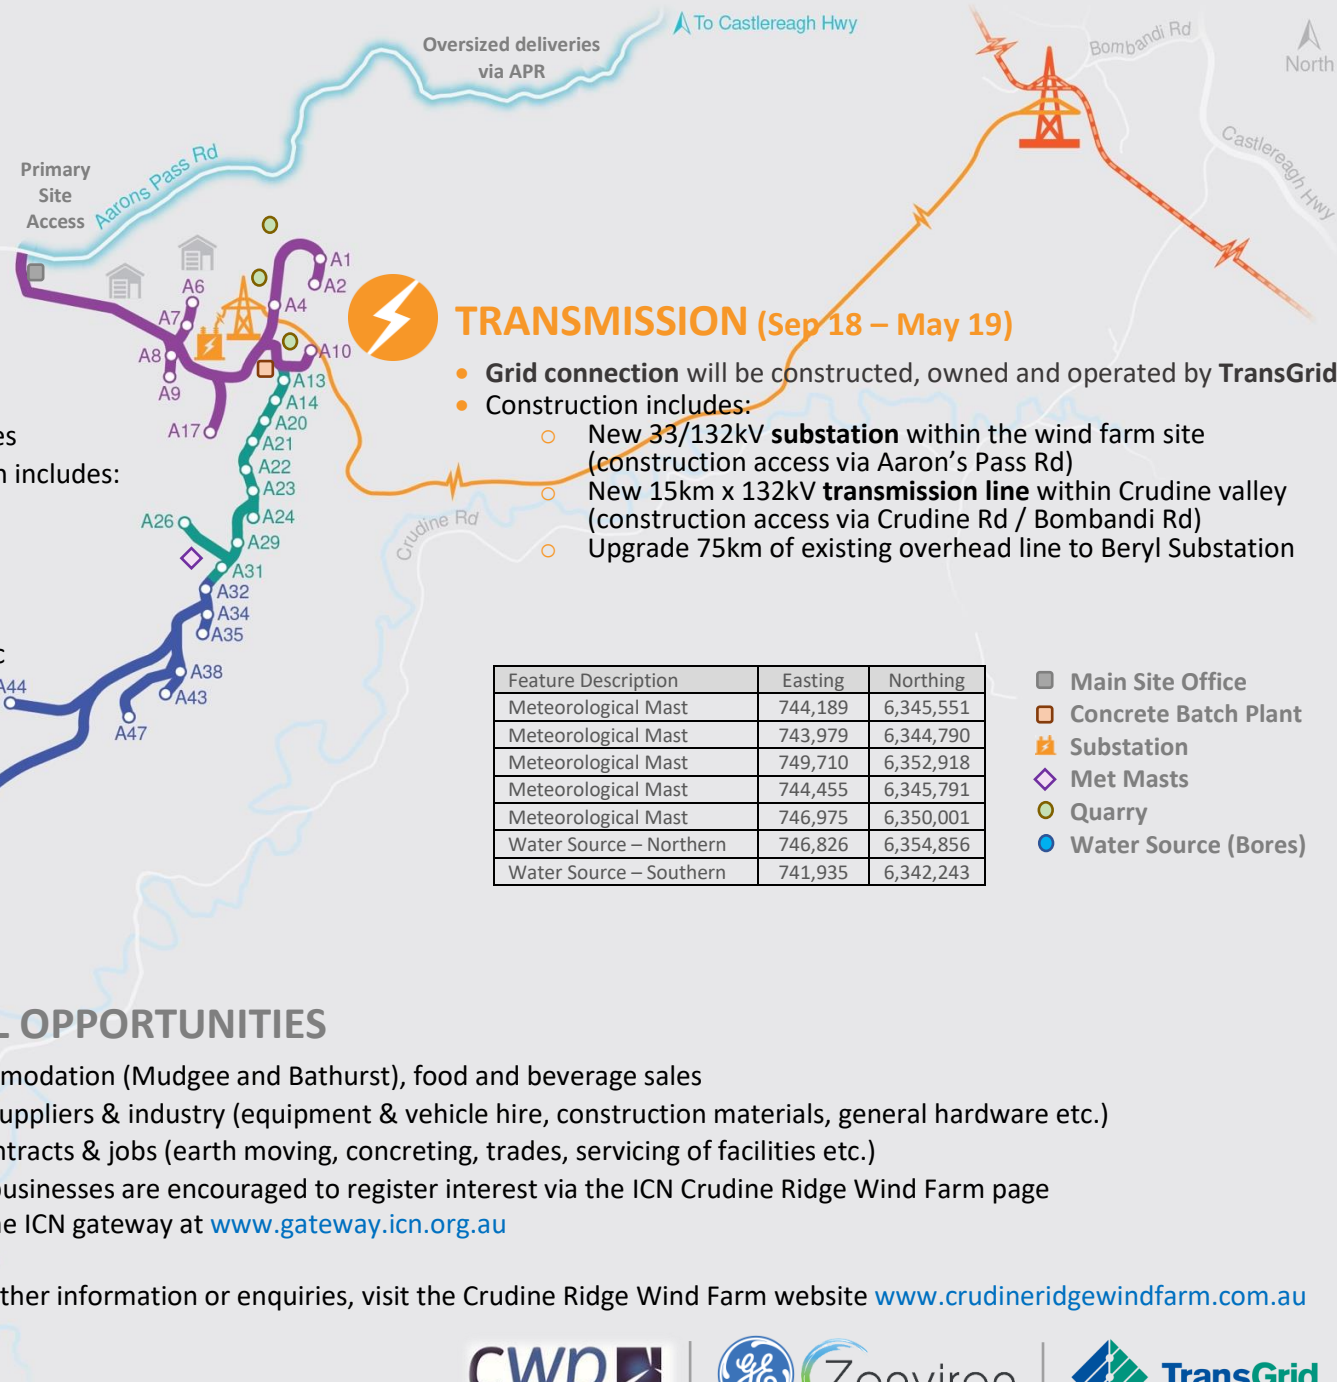 To Castlereagh Hwy
Oversized deliveries
via APR
Bombandi Rd
North
Castlereagh Hwy
Primary
Site
Access
Aarons Pass Rd
A1
A2
A4
A6
A7
A8
A9
A10
A13
A14
A17
A20
A21
A22
A23
A24
A26
A29
A31
A32
A34
A35
A38
A43
A44
A47
Crudine Rd
TRANSMISSION (Sep 18 – May 19)
• Grid connection will be constructed, owned and operated by TransGrid
• Construction includes:
o New 33/132kV substation within the wind farm site
(construction access via Aaron's Pass Rd)
o New 15km x 132kV transmission line within Crudine valley
(construction access via Crudine Rd / Bombandi Rd)
o Upgrade 75km of existing overhead line to Beryl Substation
es
n includes:
c
Feature Description Easting Northing
Meteorological Mast 744,189 6,345,551
Meteorological Mast 743,979 6,344,790
Meteorological Mast 749,710 6,352,918
Meteorological Mast 744,455 6,345,791
Meteorological Mast 746,975 6,350,001
Water Source – Northern 746,826 6,354,856
Water Source – Southern 741,935 6,342,243
Main Site Office
Concrete Batch Plant
Substation
Met Masts
Quarry
Water Source (Bores)
L OPPORTUNITIES
modation (Mudgee and Bathurst), food and beverage sales
uppliers & industry (equipment & vehicle hire, construction materials, general hardware etc.)
ntracts & jobs (earth moving, concreting, trades, servicing of facilities etc.)
businesses are encouraged to register interest via the ICN Crudine Ridge Wind Farm page
he ICN gateway at www.gateway.icn.org.au
ther information or enquiries, visit the Crudine Ridge Wind Farm website www.crudineridgewindfarm.com.au
CWP
GE
Zenviron
TransGrid